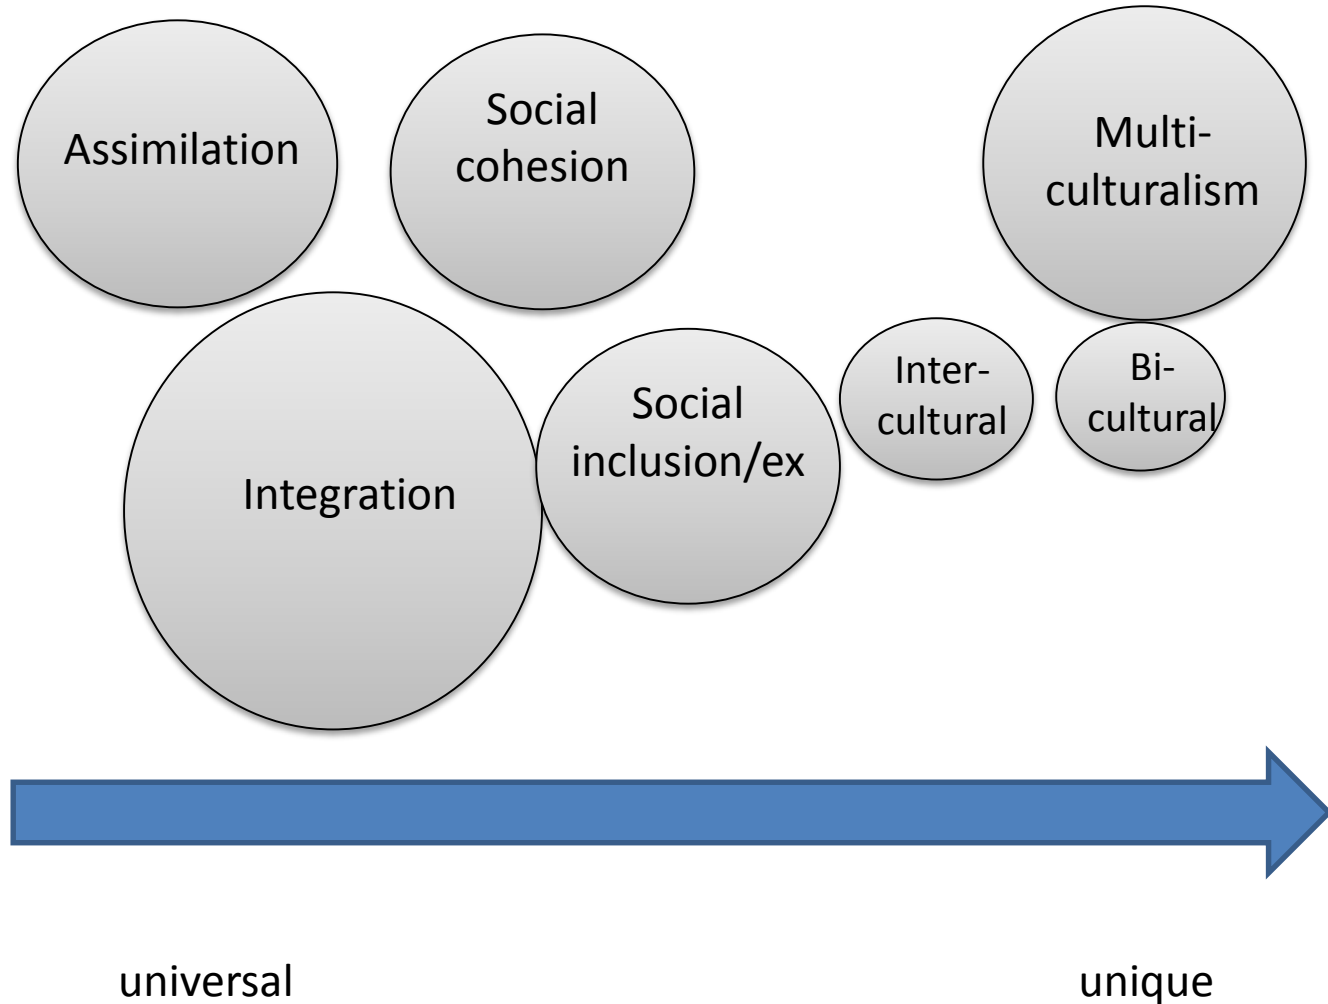 Assimilation
Social
cohesion
Multi-
culturalism
Integration
Social
inclusion/ex
Inter-
cultural
Bi-
cultural
universal
unique